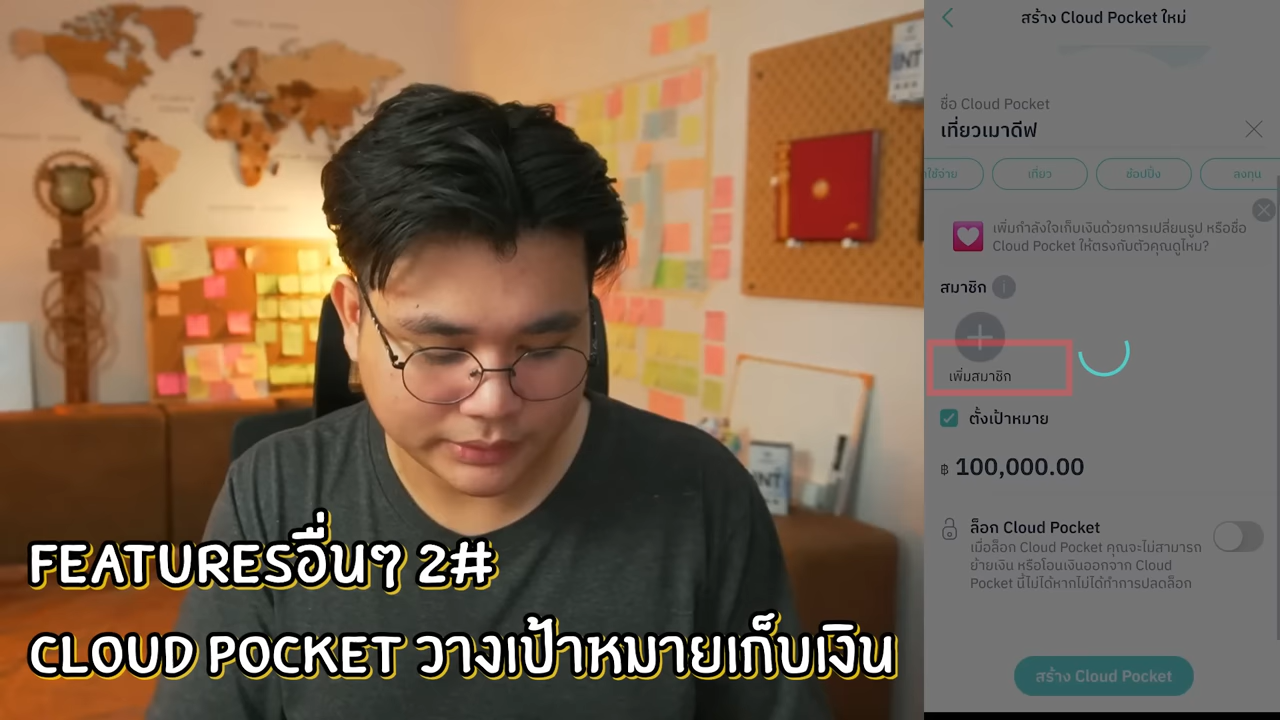 สร้าง Cloud Pocket ใหม่
ชื่อ Cloud Pocket
เที่ยวเมาดีฟ
ใช้จ่าย
เที่ยว
ช้อปปิ้ง
ลงทุน
เพิ่มกำลังใจเก็บเงินด้วยการเปลี่ยนรูป หรือชื่อ
Cloud Pocket ให้ตรงกับตัวคุณดูไหม?
สมาชิก
เพิ่มสมาชิก
ตั้งเป้าหมาย
฿ 100,000.00
ล็อก Cloud Pocket
เมื่อล็อก Cloud Pocket คุณจะไม่สามารถ
ย้ายเงิน หรือโอนเงินออกจาก Cloud
Pocket นี้ไม่ได้หากไม่ได้ทำการปลดล็อก
สร้าง Cloud Pocket
FEATURESอื่นๆ 2#
CLOUD POCKET วางเป้าหมายเก็บเงิน